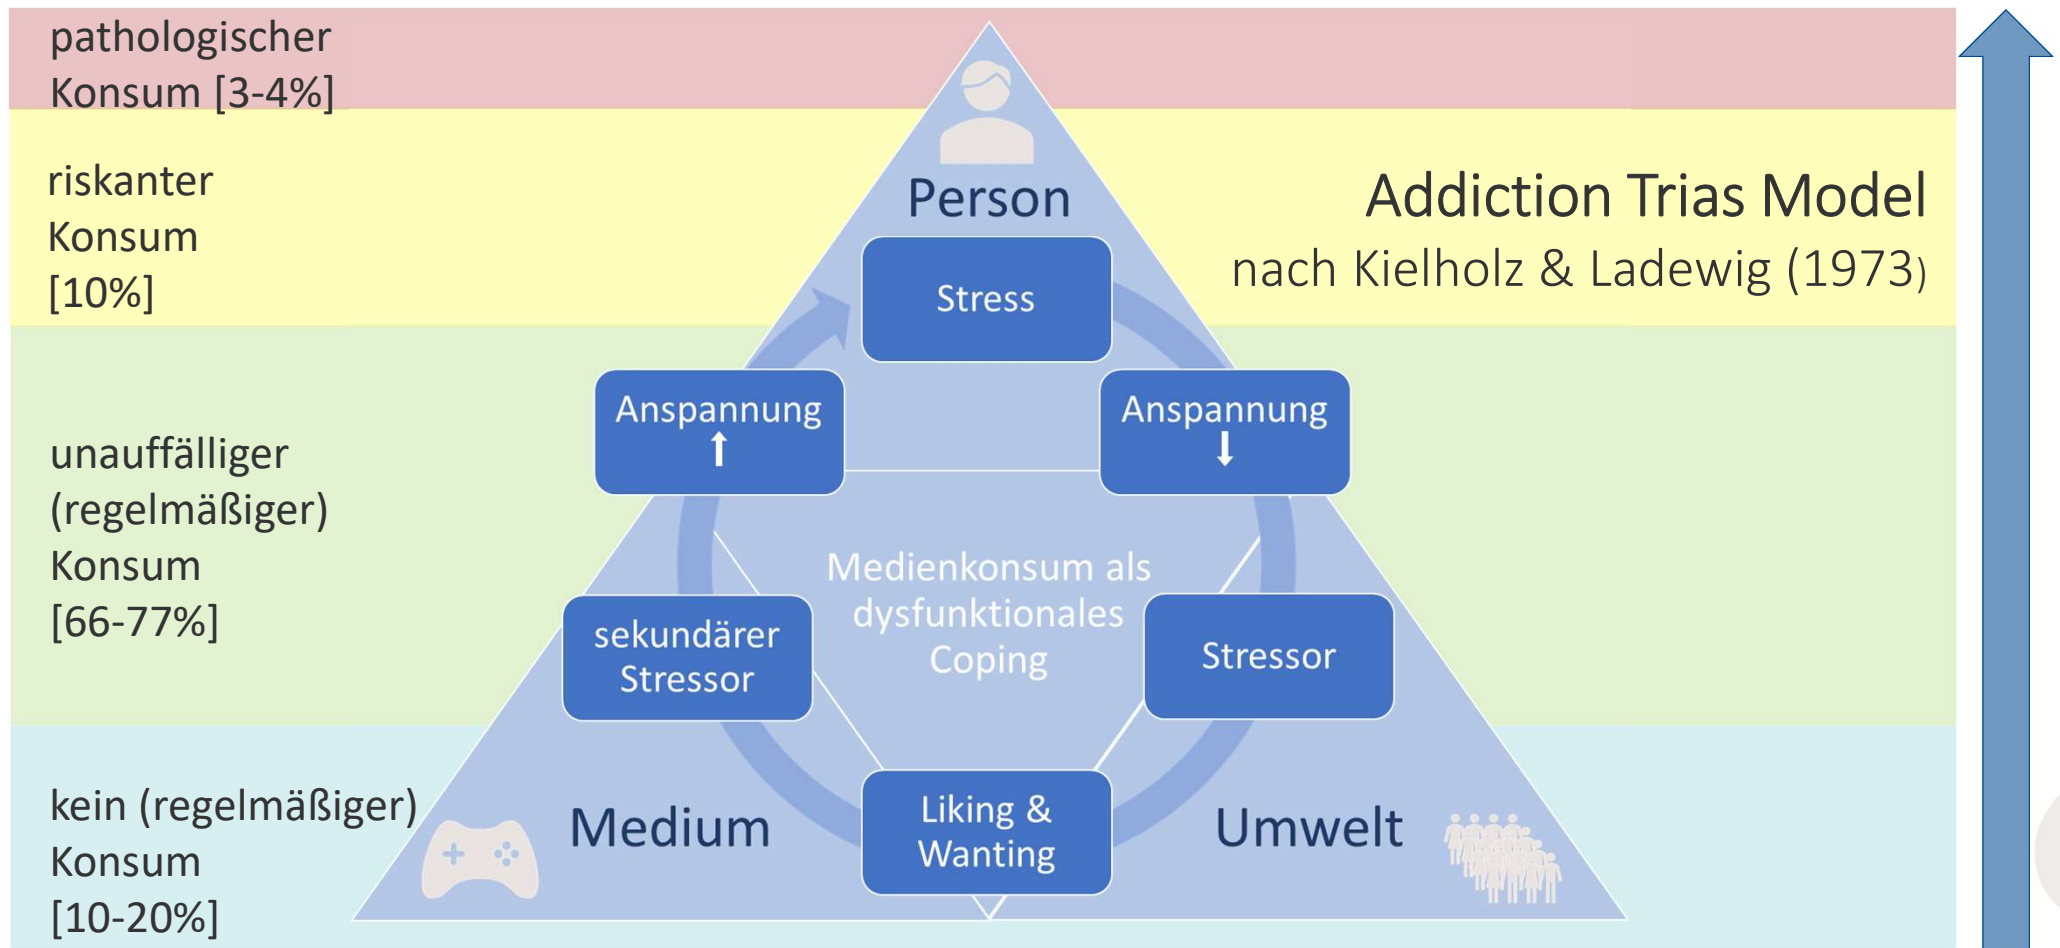 pathologischer
Konsum [3-4%]
riskanter
Konsum
[10%]
unauffälliger
(regelmäßiger)
Konsum
[66-77%]
kein (regelmäßiger)
Konsum
[10-20%]
Addiction Trias Model
nach Kielholz & Ladewig (1973)
Person
Stress
Anspannung
↓
Stressor
Liking &
Wanting
sekundärer
Stressor
Anspannung
↑
Medienkonsum als
dysfunktionales
Coping
Medium
Umwelt